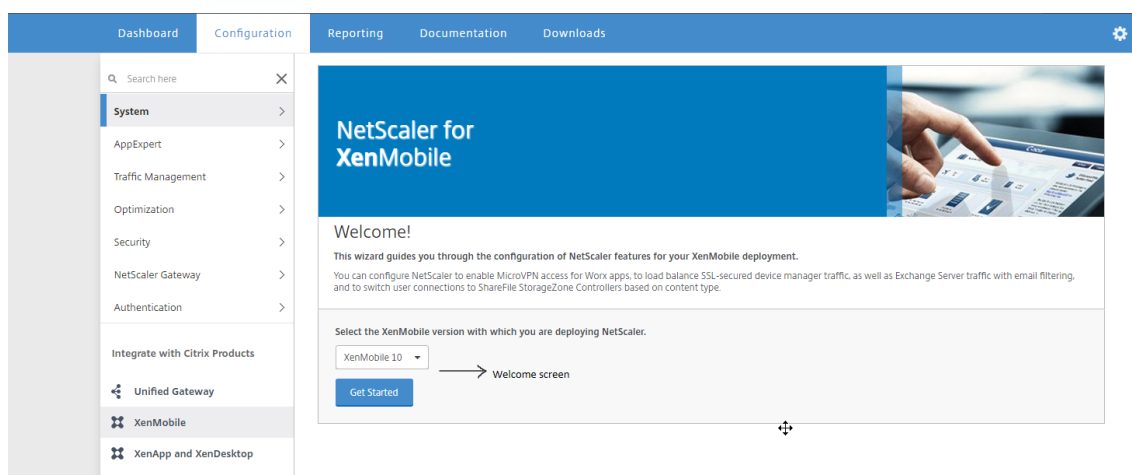 Dashboard Configuration Reporting Documentation Downloads
Search here
System
AppExpert
Traffic Management
Optimization
Security
NetScaler Gateway
Authentication
Integrate with Citrix Products
Unified Gateway
XenMobile
XenApp and XenDesktop
NetScaler for
XenMobile
Welcome!
This wizard guides you through the configuration of NetScaler features for your XenMobile deployment.
You can configure NetScaler to enable MicroVPN access for Worx apps, to load balance SSL-secured device manager traffic, as well as Exchange Server traffic with email filtering,
and to switch user connections to ShareFile StorageZone Controllers based on content type.
Select the XenMobile version with which you are deploying NetScaler.
XenMobile 10
Welcome screen
Get Started